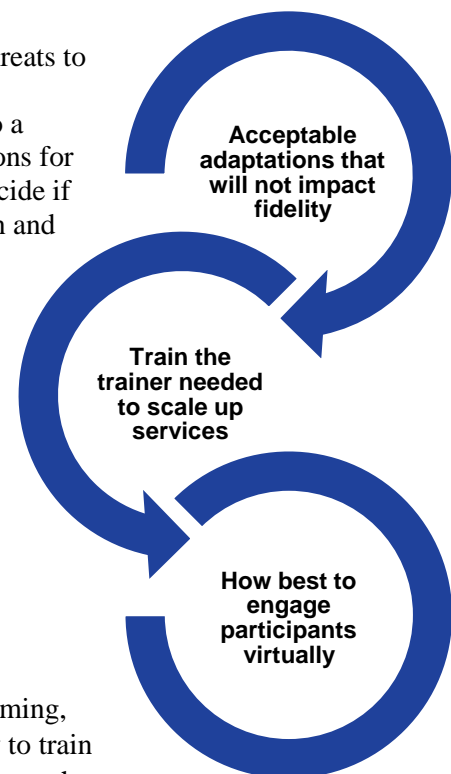 reats to
a
ons for
cide if
n and
Acceptable
adaptations that
will not impact
fidelity
Train the
trainer needed
to scale up
services
How best to
engage
participants
virtually
ming,
to train